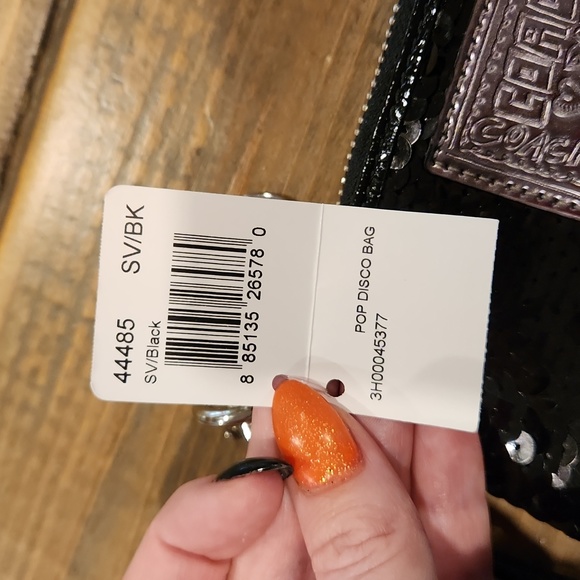 44485
SV/BK
SV/Black
8 85135 26578 0
POP DISCO BAG
3H00045377
COACH